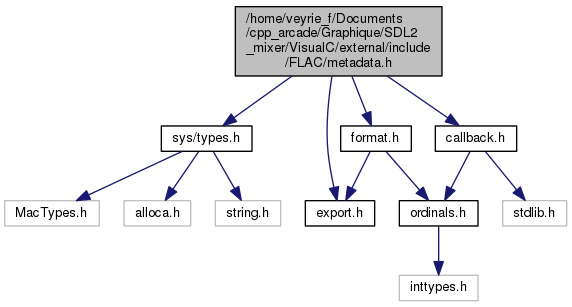 /home/veyrie_f/Documents
/cpp_arcade/Graphique/SDL2
_mixer/VisualC/external/include
/FLAC/metadata.h
sys/types.h
format.h
callback.h
MacTypes.h
alloca.h
string.h
export.h
ordinals.h
stdlib.h
inttypes.h